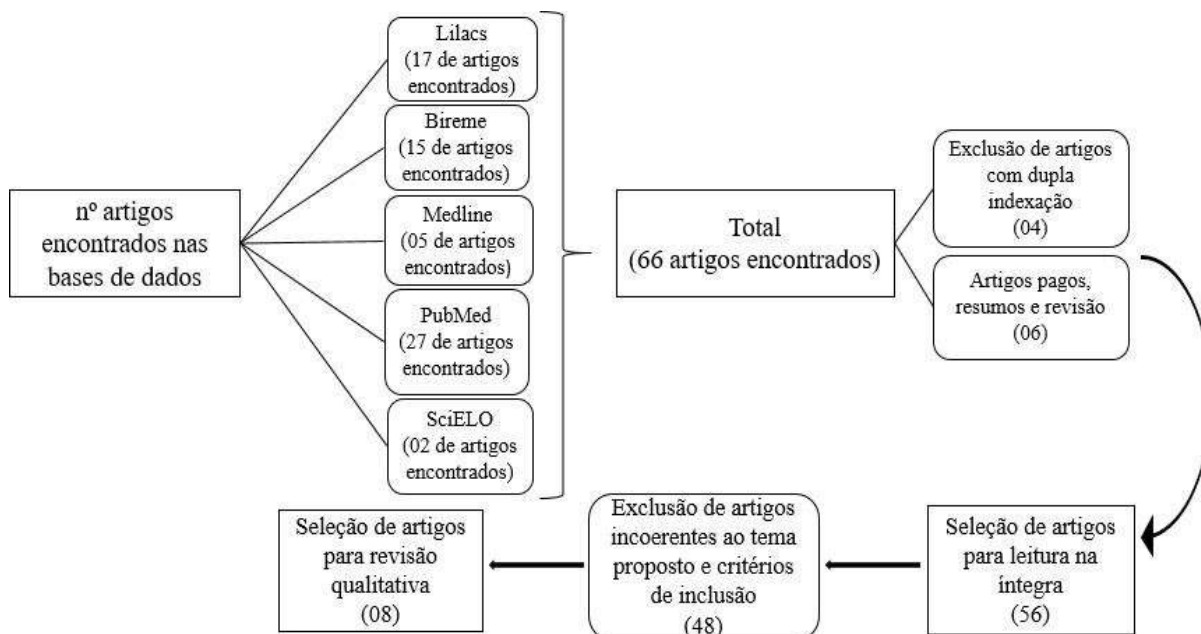 nº artigos
encontrados nas
bases de dados
Lilacs
(17 de artigos
encontrados)
Bireme
(15 de artigos
encontrados)
Medline
(05 de artigos
encontrados)
PubMed
(27 de artigos
encontrados)
SciELO
(02 de artigos
encontrados)
Total
(66 artigos encontrados)
Exclusão de artigos
com dupla
indexação
(04)
Artigos pagos,
resumos e revisão
(06)
Seleção de artigos
para leitura na
íntegra
(56)
Exclusão de artigos
incoerentes ao tema
proposto e critérios
de inclusão
(48)
Seleção de artigos
para revisão
qualitativa
(08)